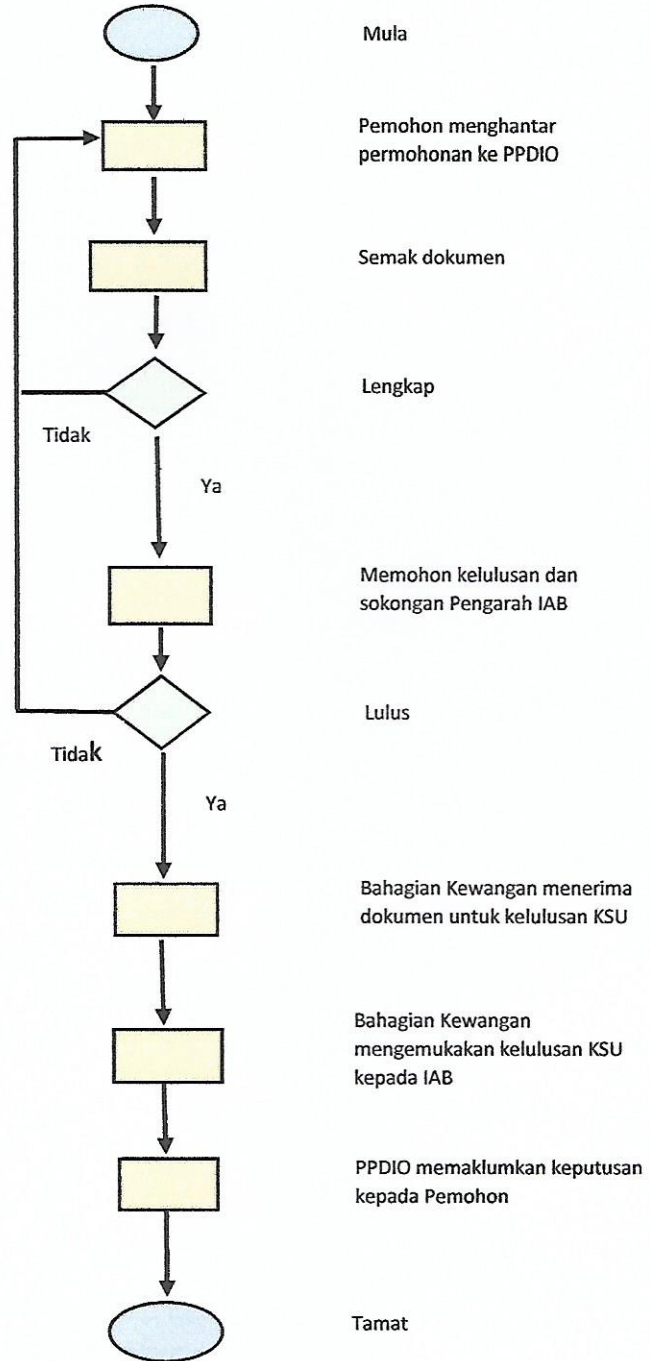 Mula
Pemohon menghantar
permohonan ke PPDIO
Semak dokumen
Lengkap
Tidak
Ya
Memohon kelulusan dan
sokongan Pengarah IAB
Lulus
Tidak
Ya
Bahagian Kewangan menerima
dokumen untuk kelulusan KSU
Bahagian Kewangan
mengemukakan kelulusan KSU
kepada IAB
PPDIO memaklumkan keputusan
kepada Pemohon
Tamat